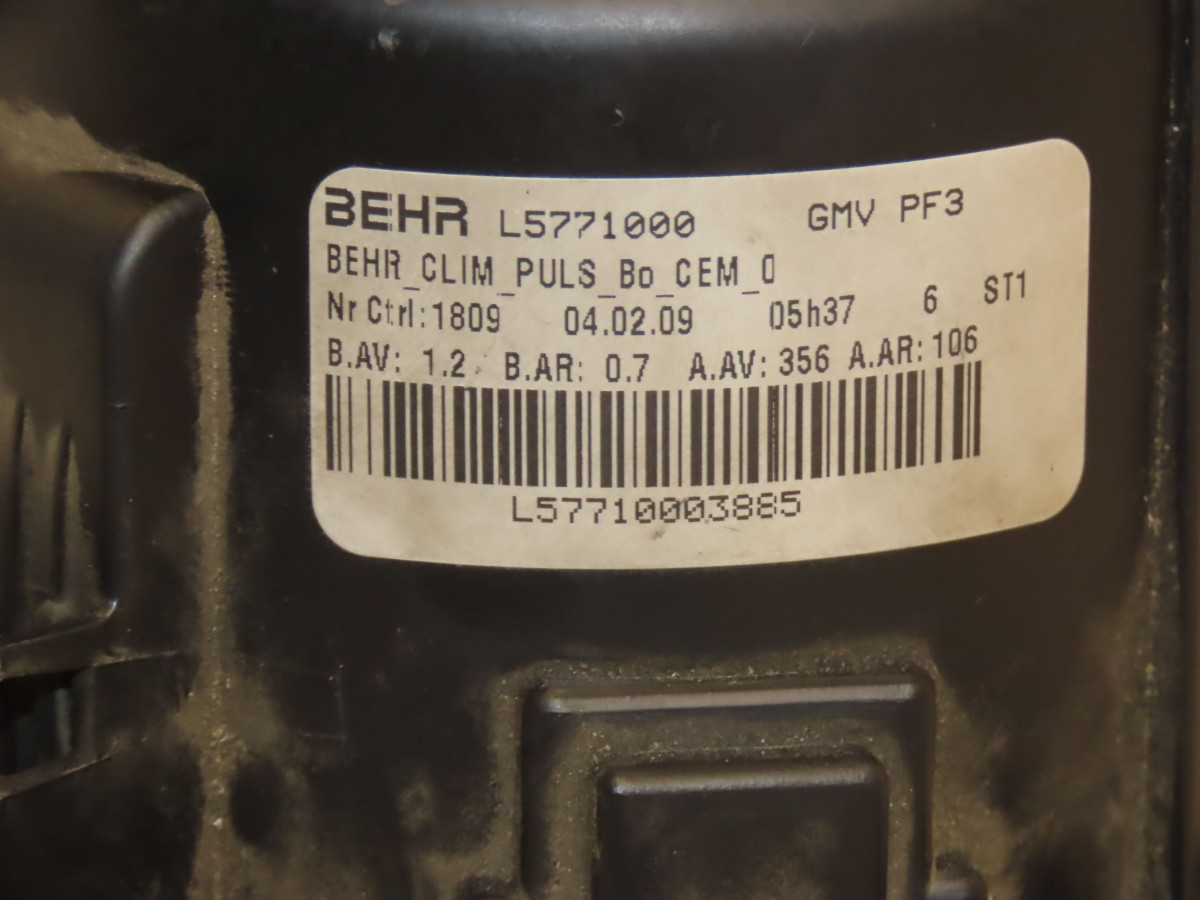 BEHR L5771000 GMV PF3
BEHR_CLIM_PULS_Bo_CEM_0
Nr Ctrl:1809 04.02.09 05h37 6 ST1
B.AV: 1.2 B.AR: 0.7 A.AV: 356 A.AR: 106
L57710003885